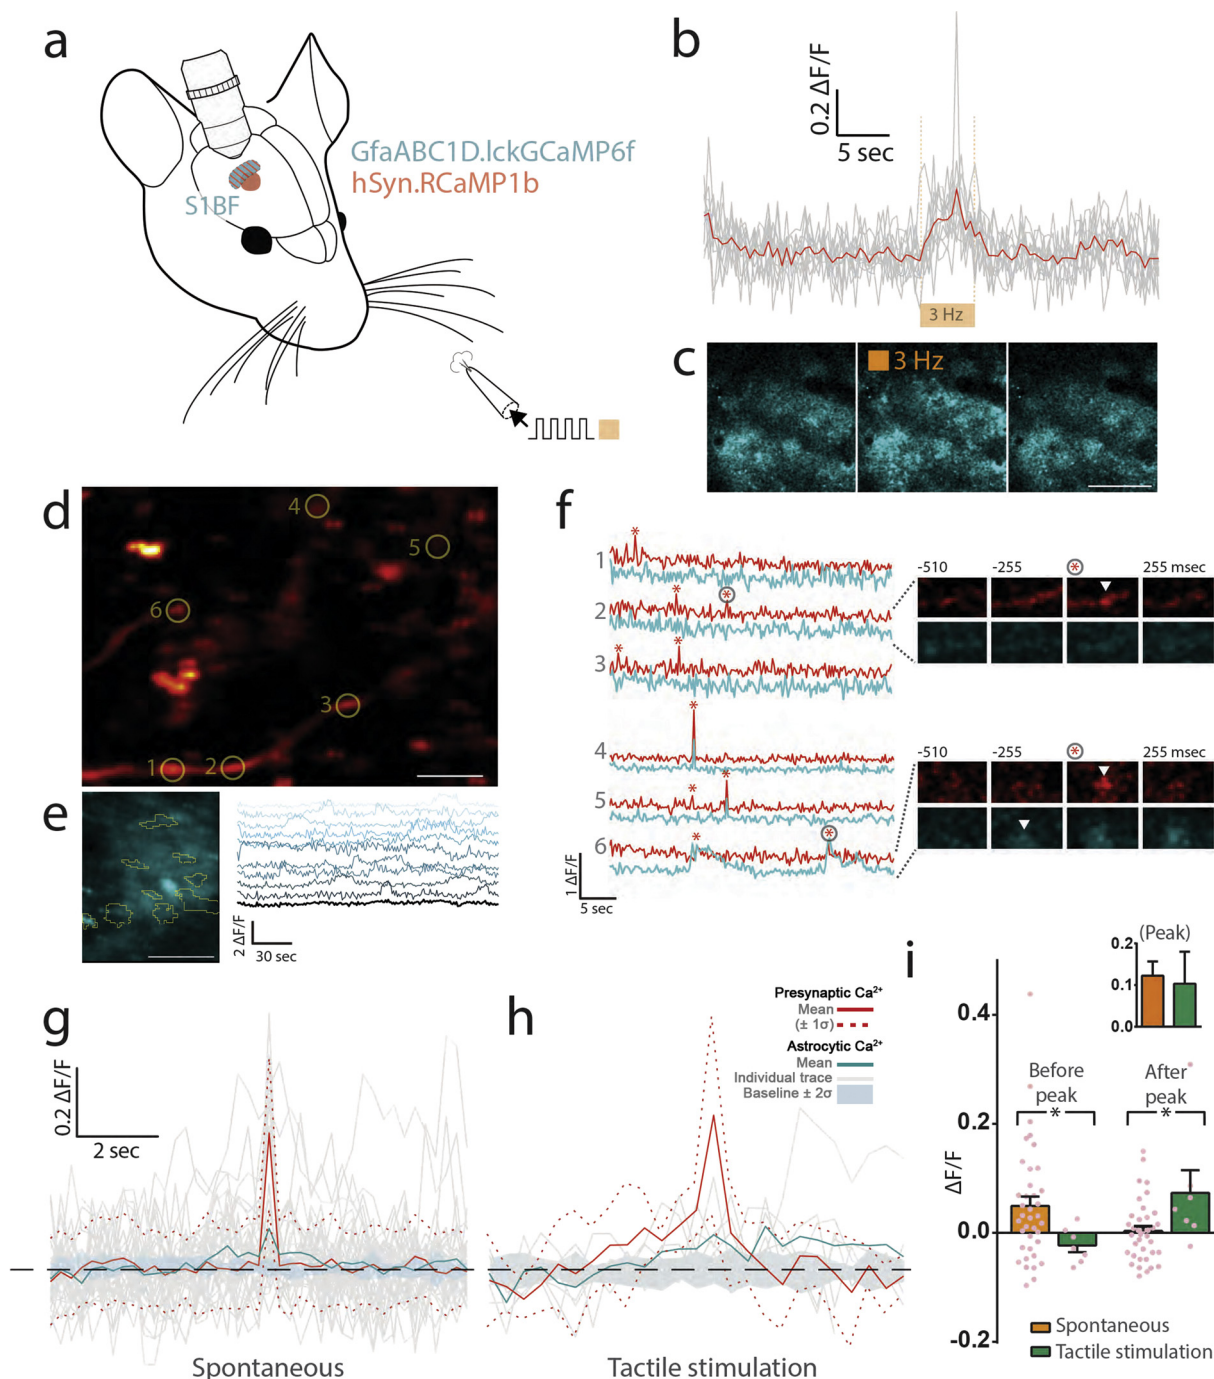 a
GfaABC1D.lckGCaMP6f
hSyn.RCaMP1b
S1BF
b
0.2 ΔF/F
5 sec
3 Hz
c
3 Hz
d
4
5
6
3
1
2
e
2 ΔF/F
30 sec
f
1
2
3
4
5
6
*
*
*
*
*
*
*
*
*
*
1 ΔF/F
5 sec
-510
-255
*
255 msec
-510
-255
*
255 msec
g
0.2 ΔF/F
2 sec
Spontaneous
h
Presynaptic Ca²⁺
Mean
(± 1σ)
Astrocytic Ca²⁺
Mean
Individual trace
Baseline ± 2σ
Tactile stimulation
i
(Peak)
0.2
0.1
0.0
0.4
0.2
0.0
-0.2
ΔF/F
Before
peak
*
After
peak
*
Spontaneous
Tactile stimulation